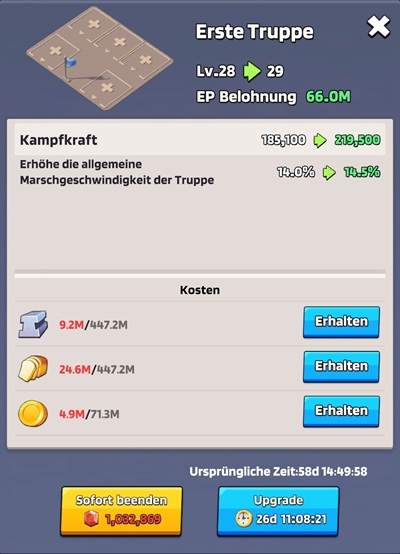 Erste Truppe
Lv.28 29
EP Belohnung 66.0M
Kampfkraft 185,100 219,500
Erhöhe die allgemeine
Marschgeschwindigkeit der Truppe 14.0% 14.5%
Kosten
9.2M/447.2M Erhalten
24.6M/447.2M Erhalten
4.9M/71.3M Erhalten
Ursprüngliche Zeit:58d 14:49:58
Sofort beenden
1,032,869
Upgrade
26d 11:08:21